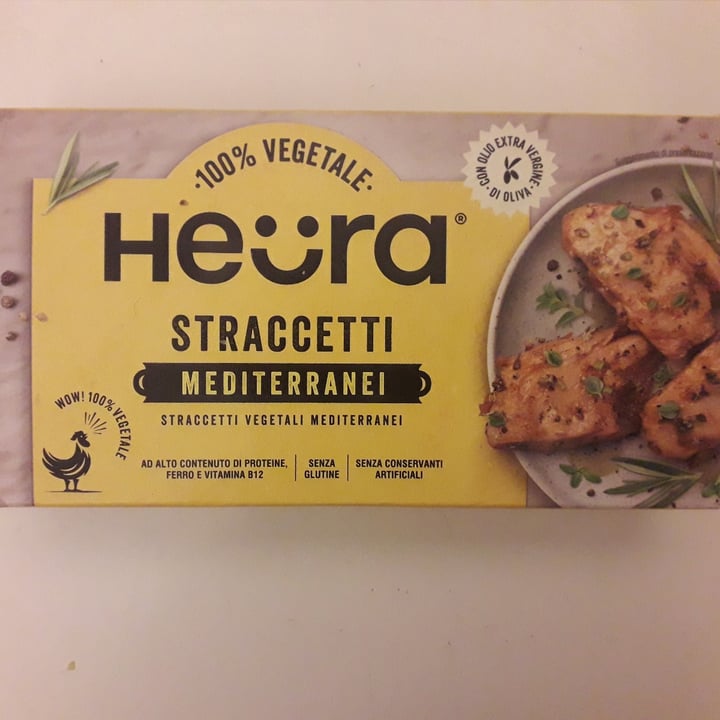 ·100% VEGETALE·
HEüra®
STRACCETTI
MEDITERRANEI
STRACCETTI VEGETALI MEDITERRANEI
WOW! 100% VEGETALE
AD ALTO CONTENUTO DI PROTEINE,
FERRO E VITAMINA B12
SENZA
GLUTINE
SENZA CONSERVANTI
ARTIFICIALI
·CON OLIO EXTRA VERGINE·
DI OLIVA